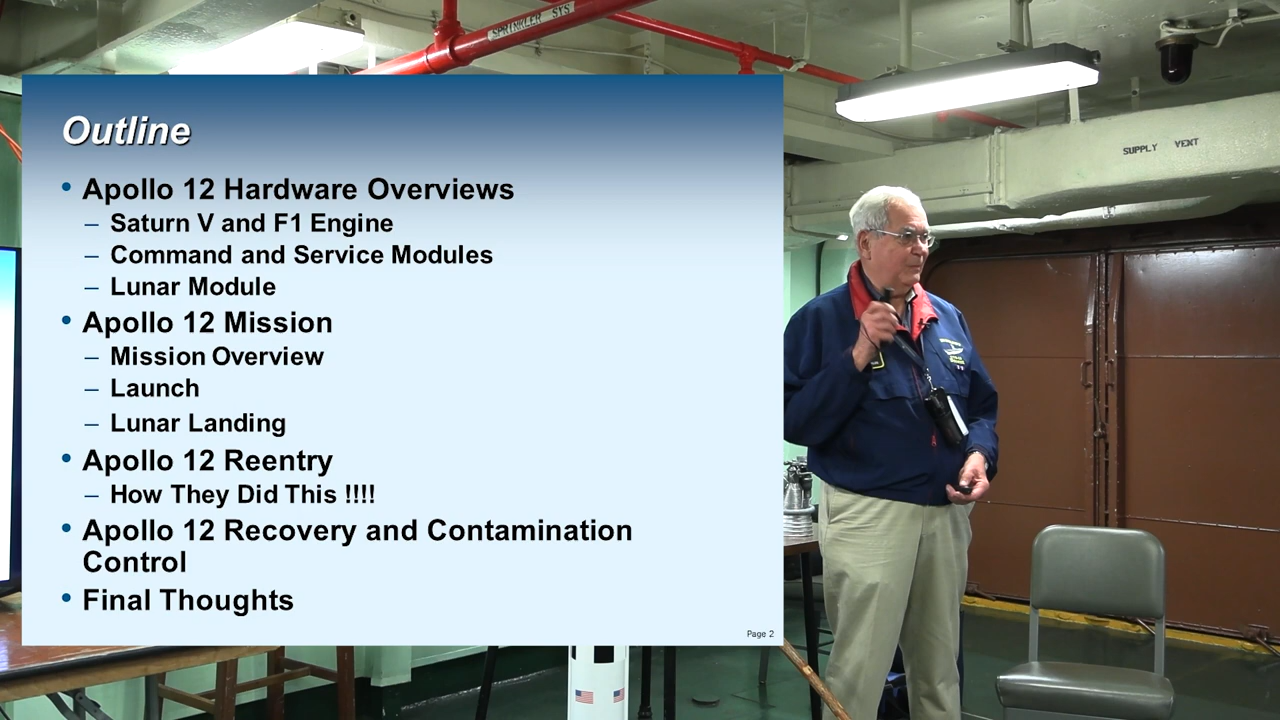 SPRINKLER SYS
SUPPLY VENT
Outline
• Apollo 12 Hardware Overviews
– Saturn V and F1 Engine
– Command and Service Modules
– Lunar Module
• Apollo 12 Mission
– Mission Overview
– Launch
– Lunar Landing
• Apollo 12 Reentry
– How They Did This !!!!
• Apollo 12 Recovery and Contamination
Control
• Final Thoughts
Page 2